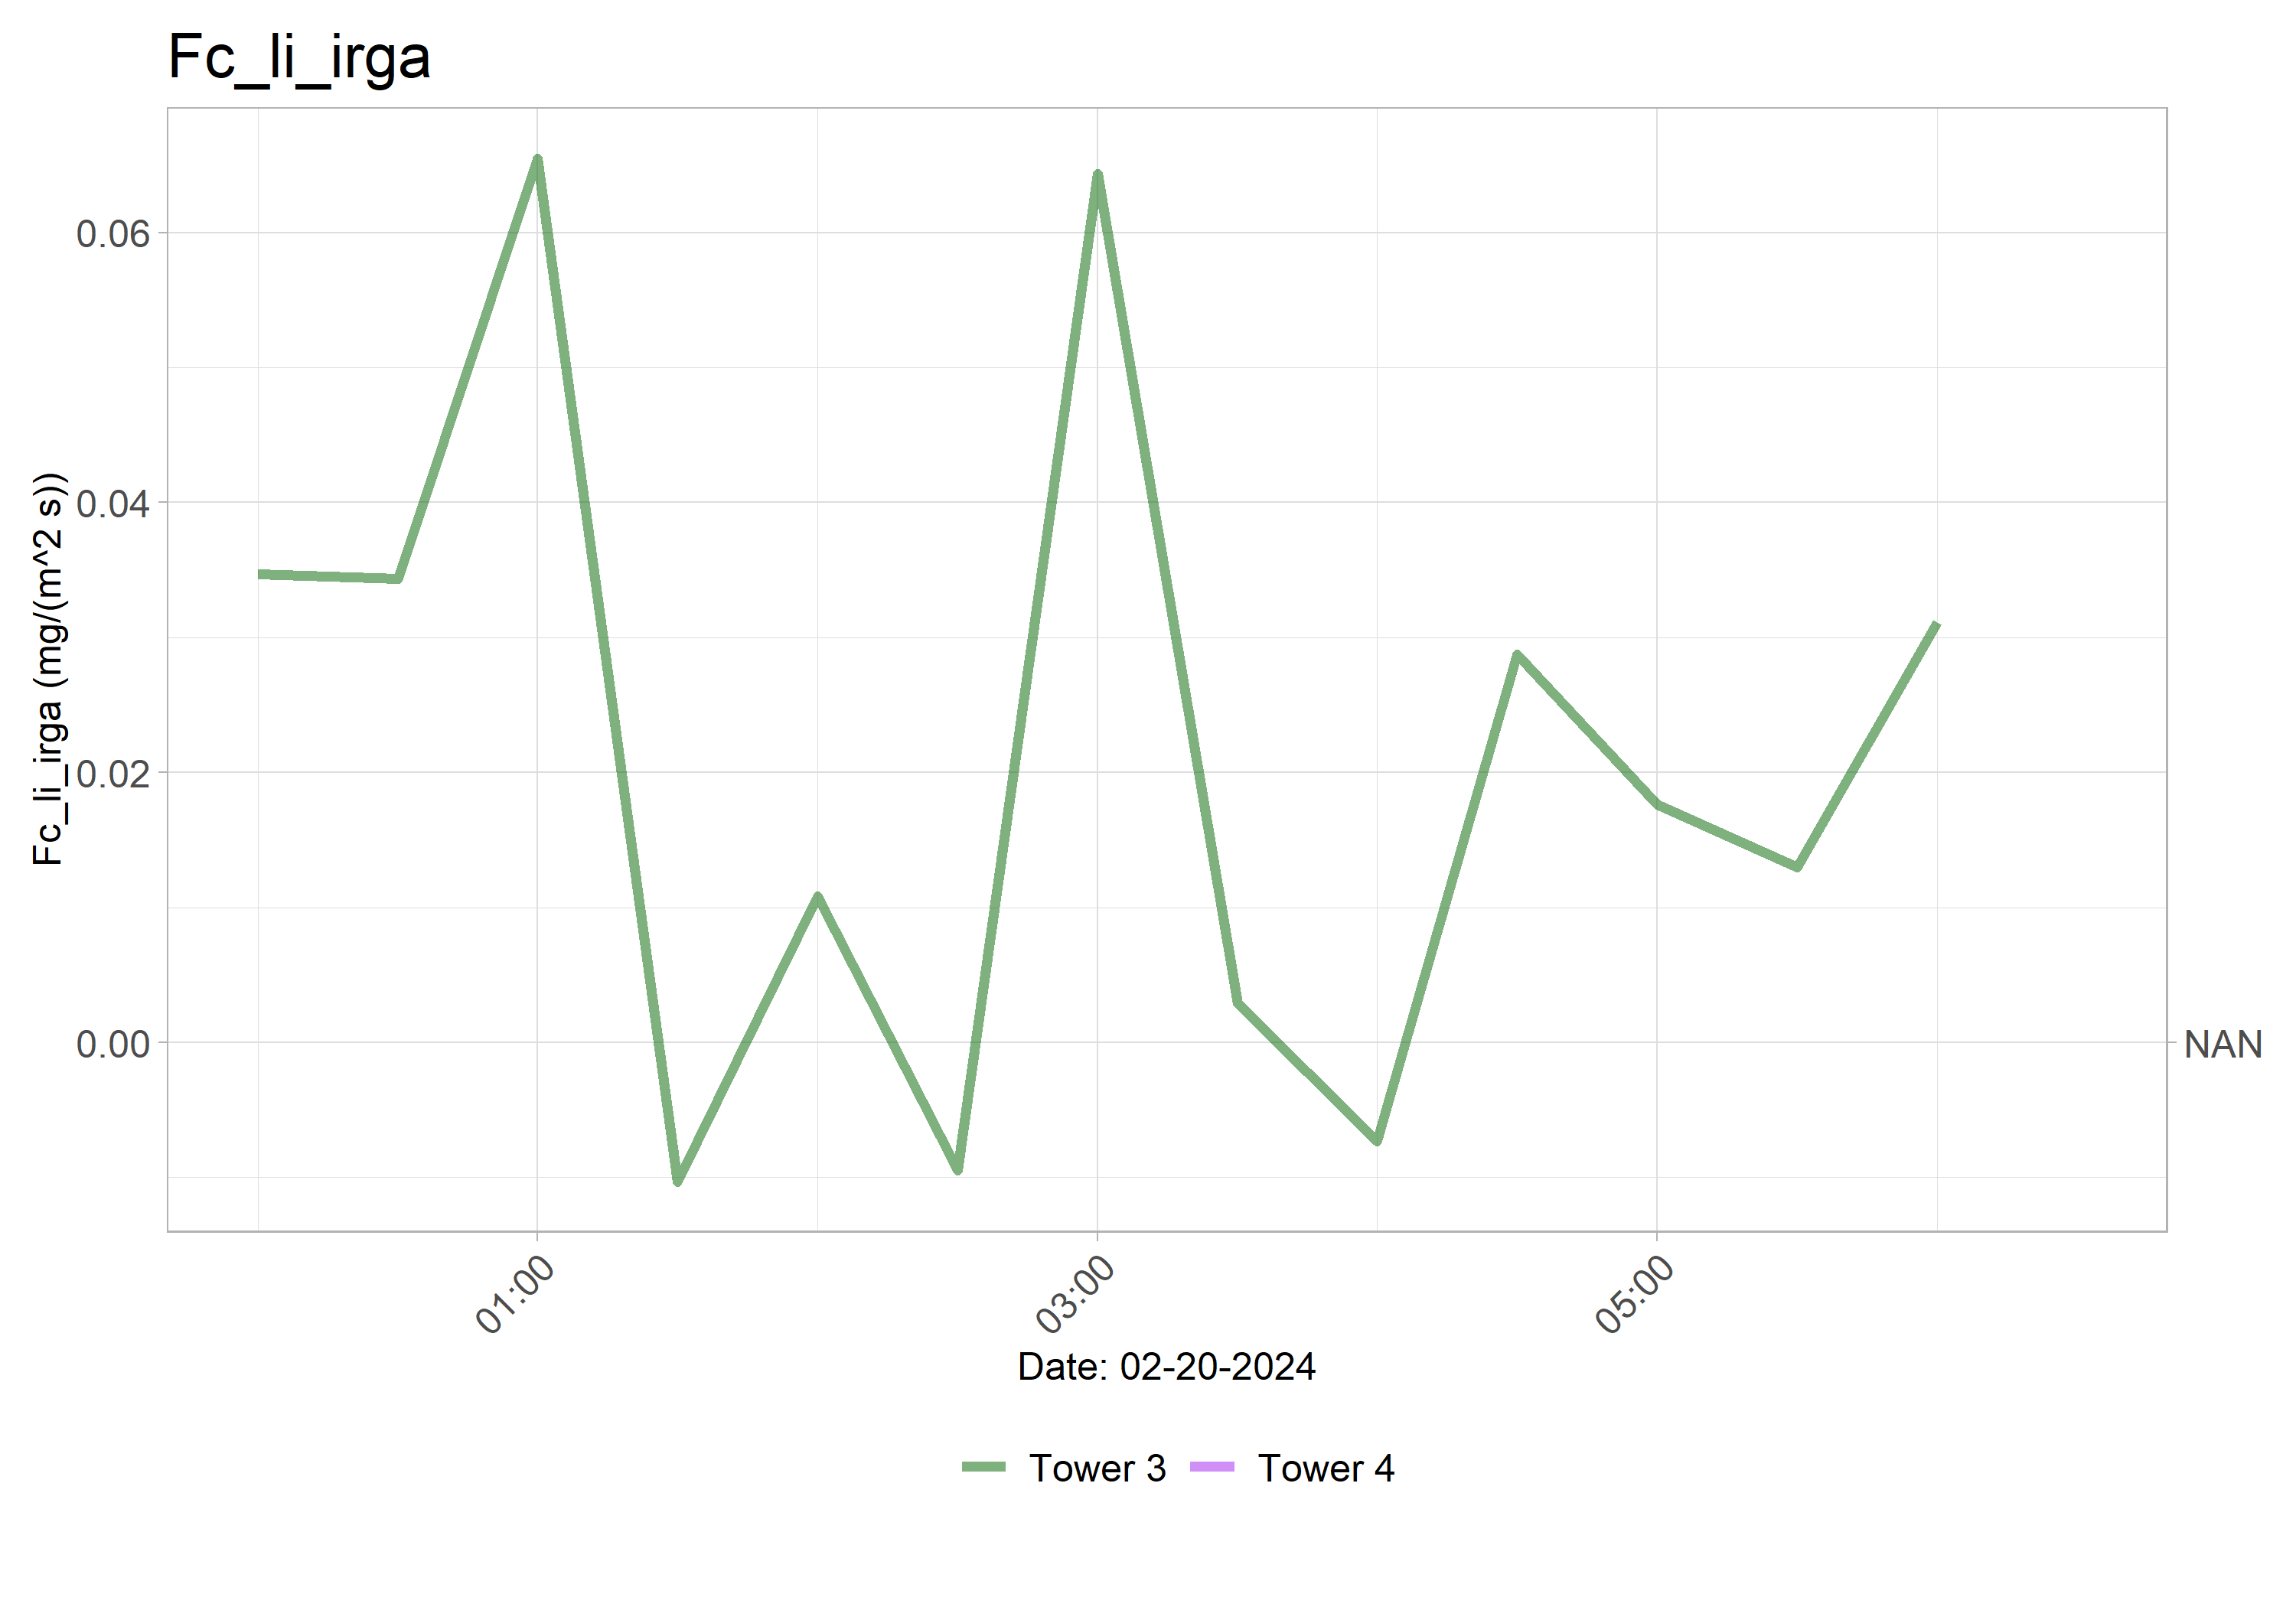 Fc_li_irga
Fc_li_irga (mg/(m^2 s))
0.06
0.04
0.02
0.00
NAN
01:00
03:00
05:00
Date: 02-20-2024
Tower 3
Tower 4